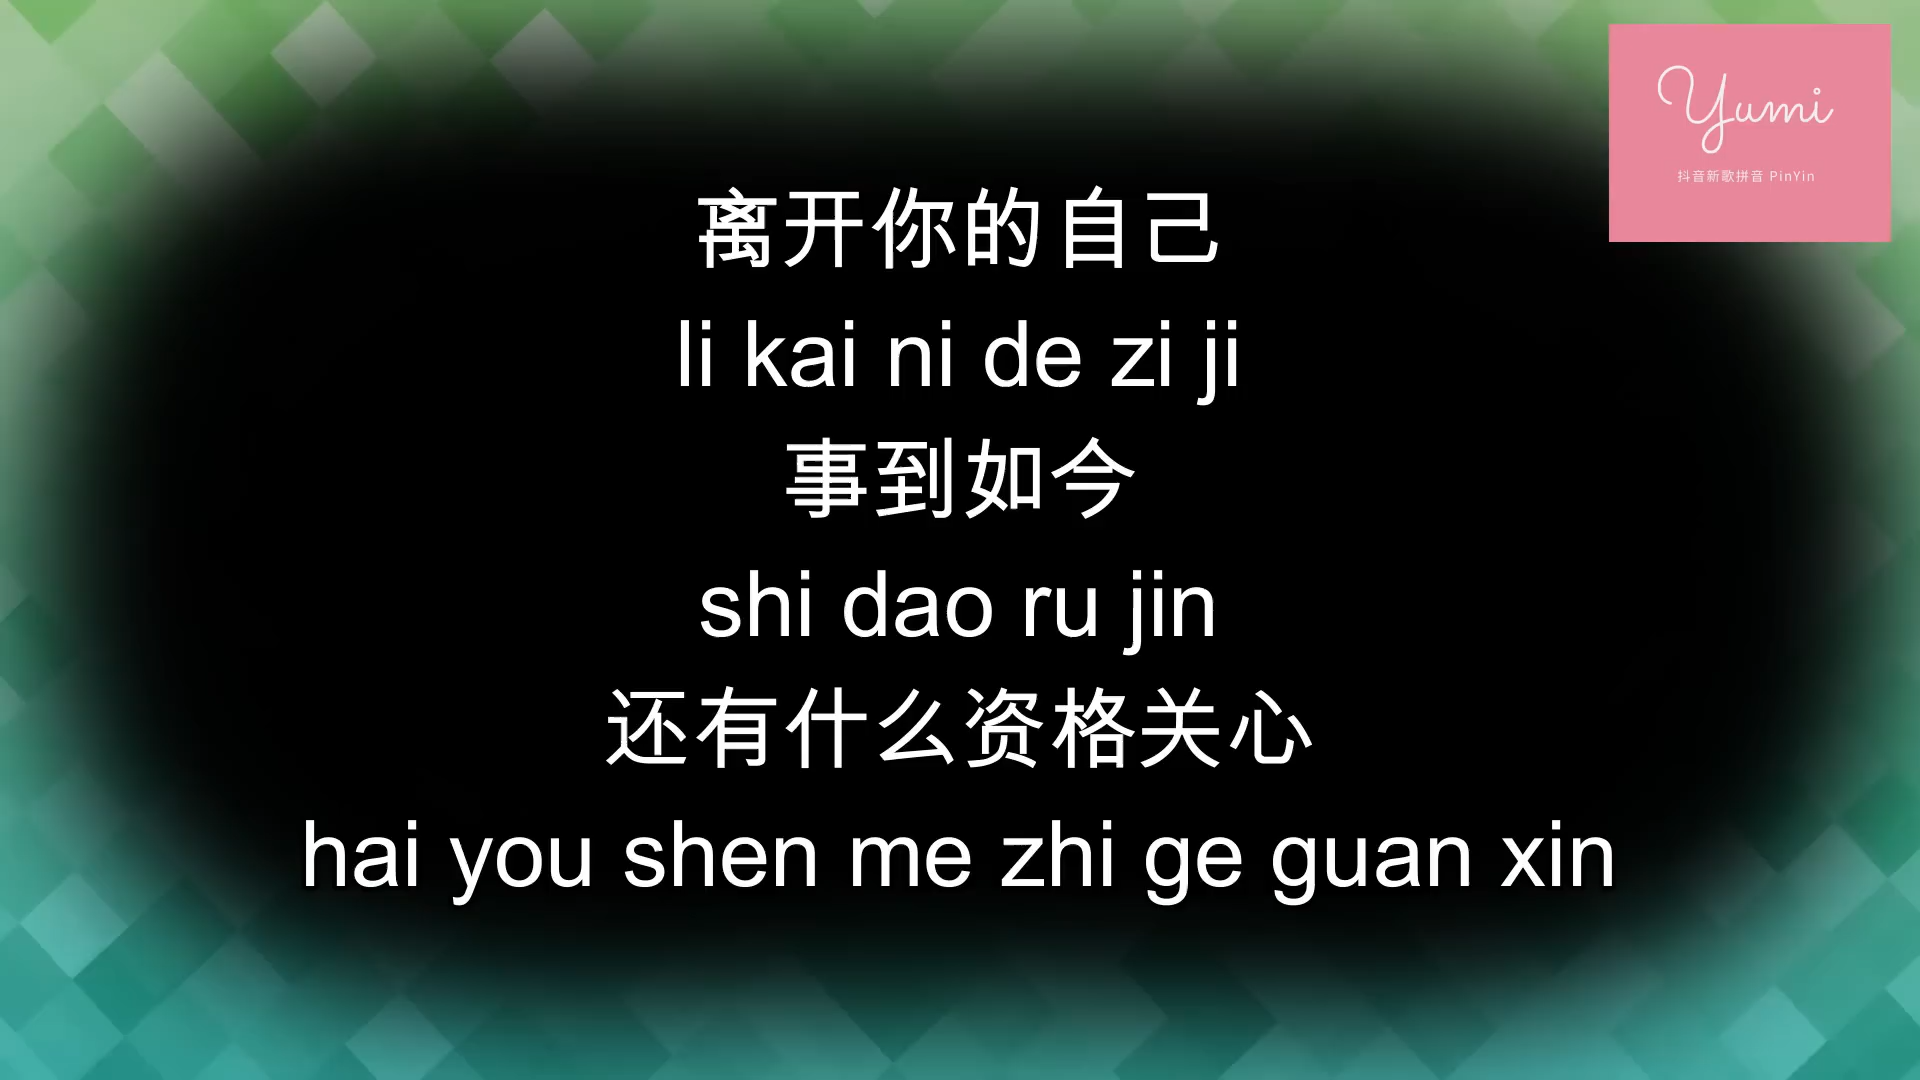 Yumi
抖音新歌拼音 PinYin
离开你的自己
li kai ni de zi ji
事到如今
shi dao ru jin
还有什么资格关心
hai you shen me zhi ge guan xin